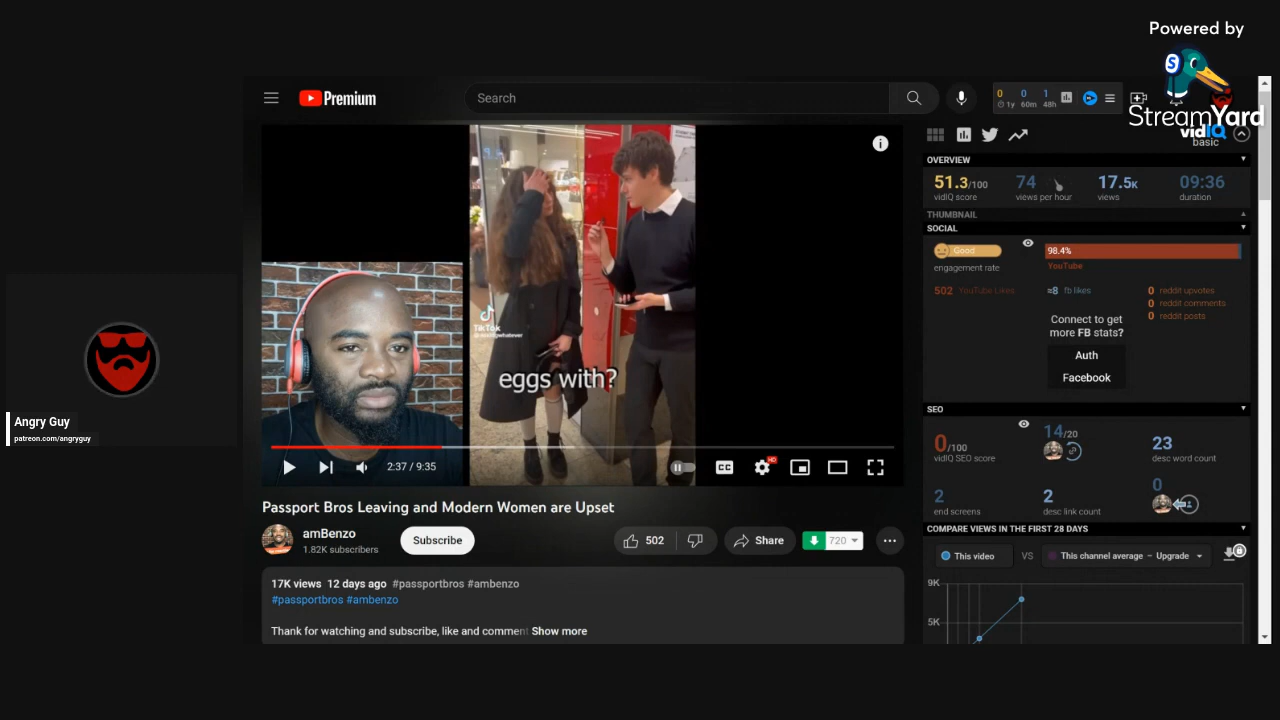 Powered by
StreamYard
Premium
Search
0 0 1
1y 60m 48h
vidIQ
basic
OVERVIEW
51.3/100
vidIQ score
74
views per hour
17.5K
views
09:36
duration
THUMBNAIL
SOCIAL
Good
engagement rate
98.4%
YouTube
502 YouTube Likes
≈8 fb likes
0 reddit upvotes
0 reddit comments
0 reddit posts
Connect to get
more FB stats?
Auth
Facebook
SEO
0/100
vidIQ SEO score
14/20
23
desc word count
2
end screens
2
desc link count
0
COMPARE VIEWS IN THE FIRST 28 DAYS
This video VS This channel average – Upgrade
9K
5K
TikTok
eggs with?
2:37 / 9:35
CC
HD
Passport Bros Leaving and Modern Women are Upset
amBenzo
1.82K subscribers
Subscribe
502
Share
720
17K views 12 days ago #passportbros #ambenzo
#passportbros #ambenzo
Thank for watching and subscribe, like and comment Show more
Angry Guy
patreon.com/angryguy